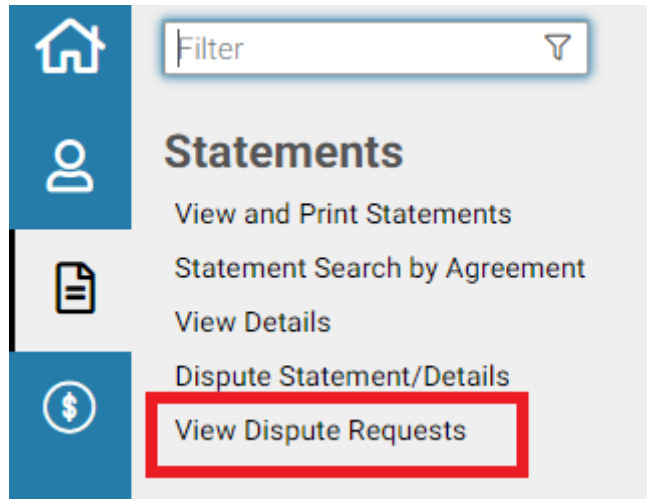 Filter
Statements
View and Print Statements
Statement Search by Agreement
View Details
Dispute Statement/Details
View Dispute Requests
$